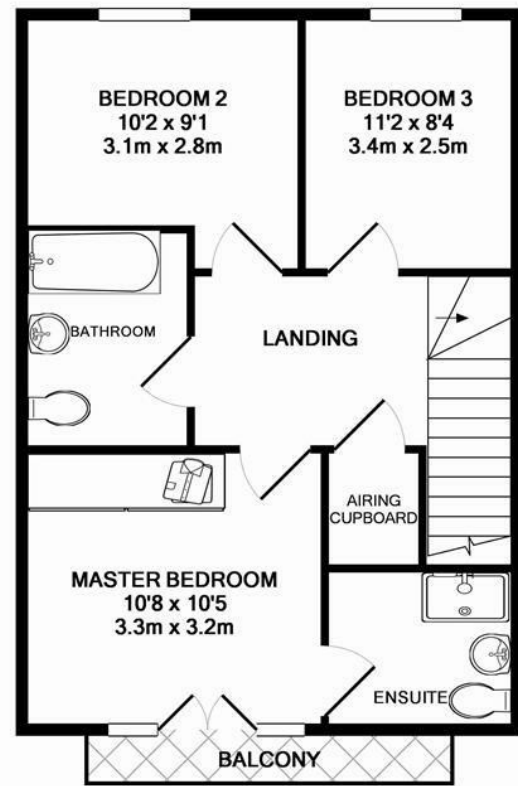 BEDROOM 2
10'2 x 9'1
3.1m x 2.8m
BEDROOM 3
11'2 x 8'4
3.4m x 2.5m
BATHROOM
LANDING
AIRING
CUPBOARD
MASTER BEDROOM
10'8 x 10'5
3.3m x 3.2m
ENSUITE
BALCONY